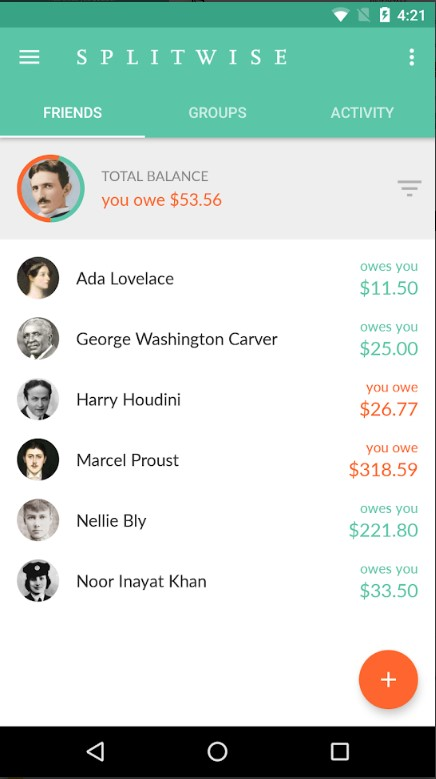 4:21
SPLITWISE
FRIENDS GROUPS ACTIVITY
TOTAL BALANCE
you owe $53.56
owes you
Ada Lovelace
$11.50
owes you
George Washington Carver
$25.00
you owe
Harry Houdini
$26.77
you owe
Marcel Proust
$318.59
owes you
Nellie Bly
$221.80
owes you
Noor Inayat Khan
$33.50
+